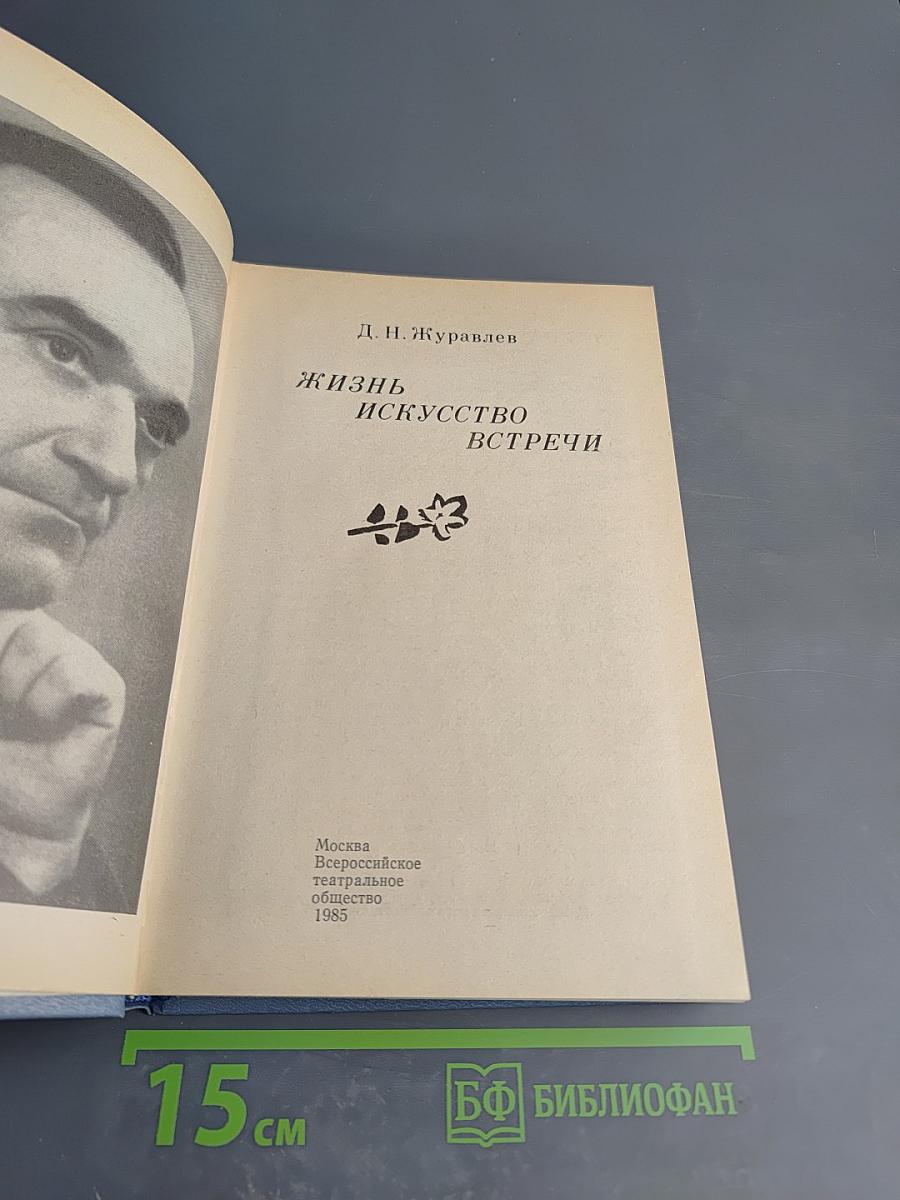 Д. Н. Журавлев
ЖИЗНЬ
ИСКУССТВО
ВСТРЕЧИ
Москва
Всероссийское
театральное
общество
1985
15 см
БФ БИБЛИОФАН